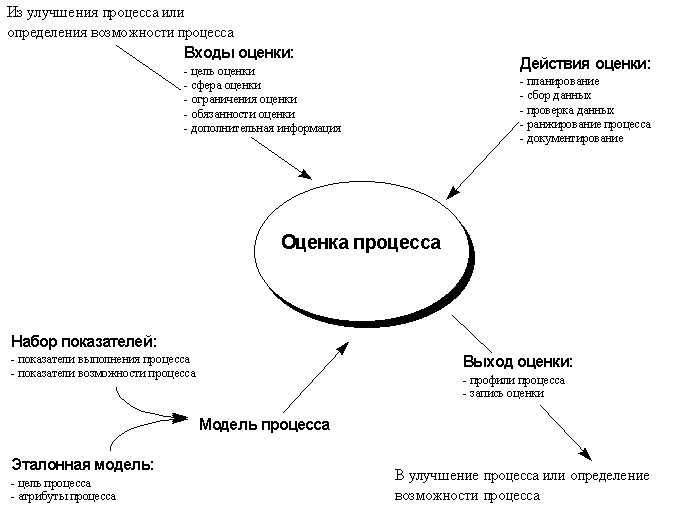 Из улучшения процесса или
определения возможности процесса
Входы оценки:
- цель оценки
- сфера оценки
- ограничения оценки
- обязанности оценки
- дополнительная информация
Действия оценки:
- планирование
- сбор данных
- проверка данных
- ранжирование процесса
- документирование
Оценка процесса
Набор показателей:
- показатели выполнения процесса
- показатели возможности процесса
Модель процесса
Эталонная модель:
- цель процесса
- атрибуты процесса
Выход оценки:
- профили процесса
- запись оценки
В улучшение процесса или определение
возможности процесса